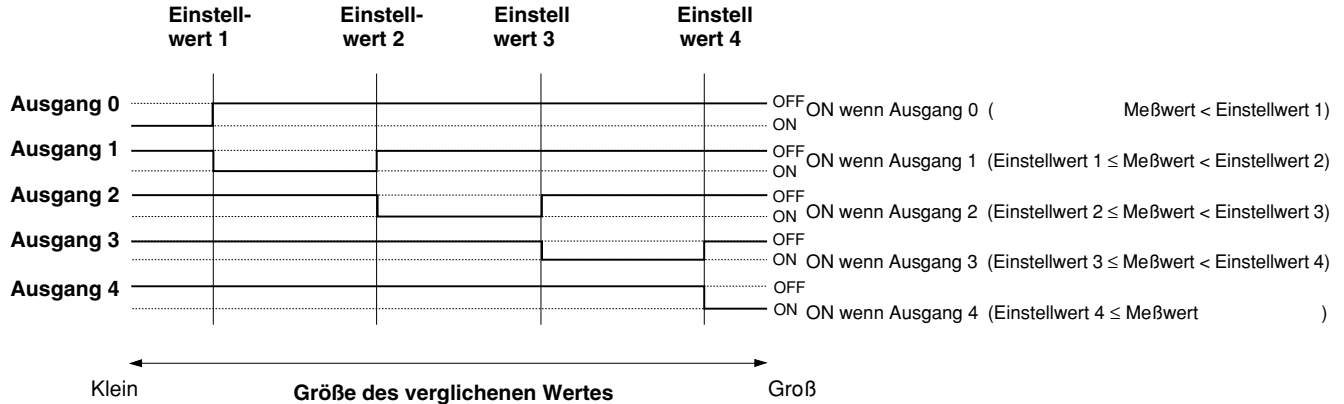 Einstell- Einstell- Einstell Einstell
wert 1 wert 2 wert 3 wert 4
Ausgang 0 OFF ON wenn Ausgang 0 ( Meßwert < Einstellwert 1)
ON
Ausgang 1 OFF ON wenn Ausgang 1 (Einstellwert 1 ≤ Meßwert < Einstellwert 2)
ON
Ausgang 2 OFF
ON ON wenn Ausgang 2 (Einstellwert 2 ≤ Meßwert < Einstellwert 3)
Ausgang 3 OFF
ON ON wenn Ausgang 3 (Einstellwert 3 ≤ Meßwert < Einstellwert 4)
Ausgang 4 OFF
ON ON wenn Ausgang 4 (Einstellwert 4 ≤ Meßwert )
Klein Größe des verglichenen Wertes Groß